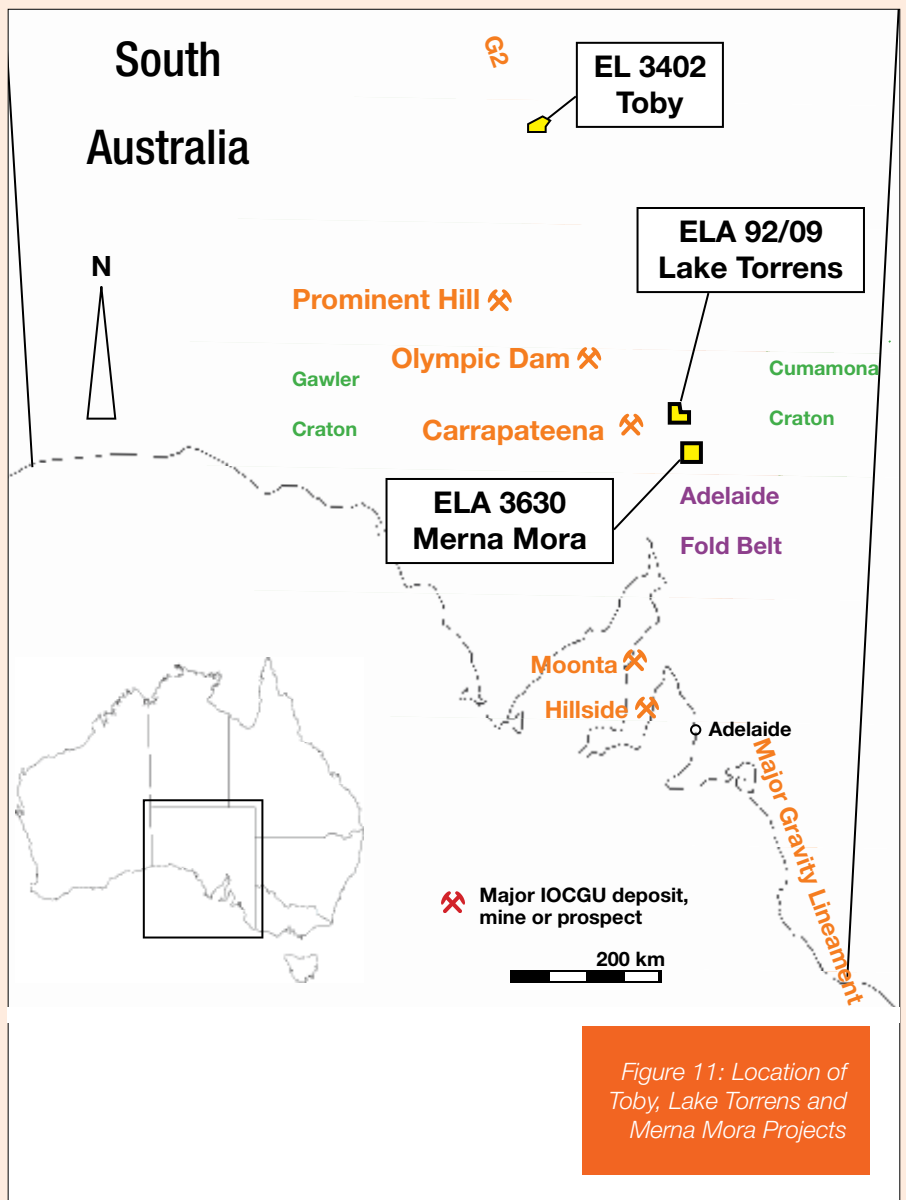 South
Australia
G2
EL 3402
Toby
ELA 92/09
Lake Torrens
N
Prominent Hill
Olympic Dam
Gawler
Craton
Cumamona
Craton
Carrapateena
ELA 3630
Merna Mora
Adelaide
Fold Belt
Moonta
Hillside
Adelaide
Major Gravity Lineament
Major IOCGU deposit,
mine or prospect
200 km
Figure 11: Location of
Toby, Lake Torrens and
Merna Mora Projects